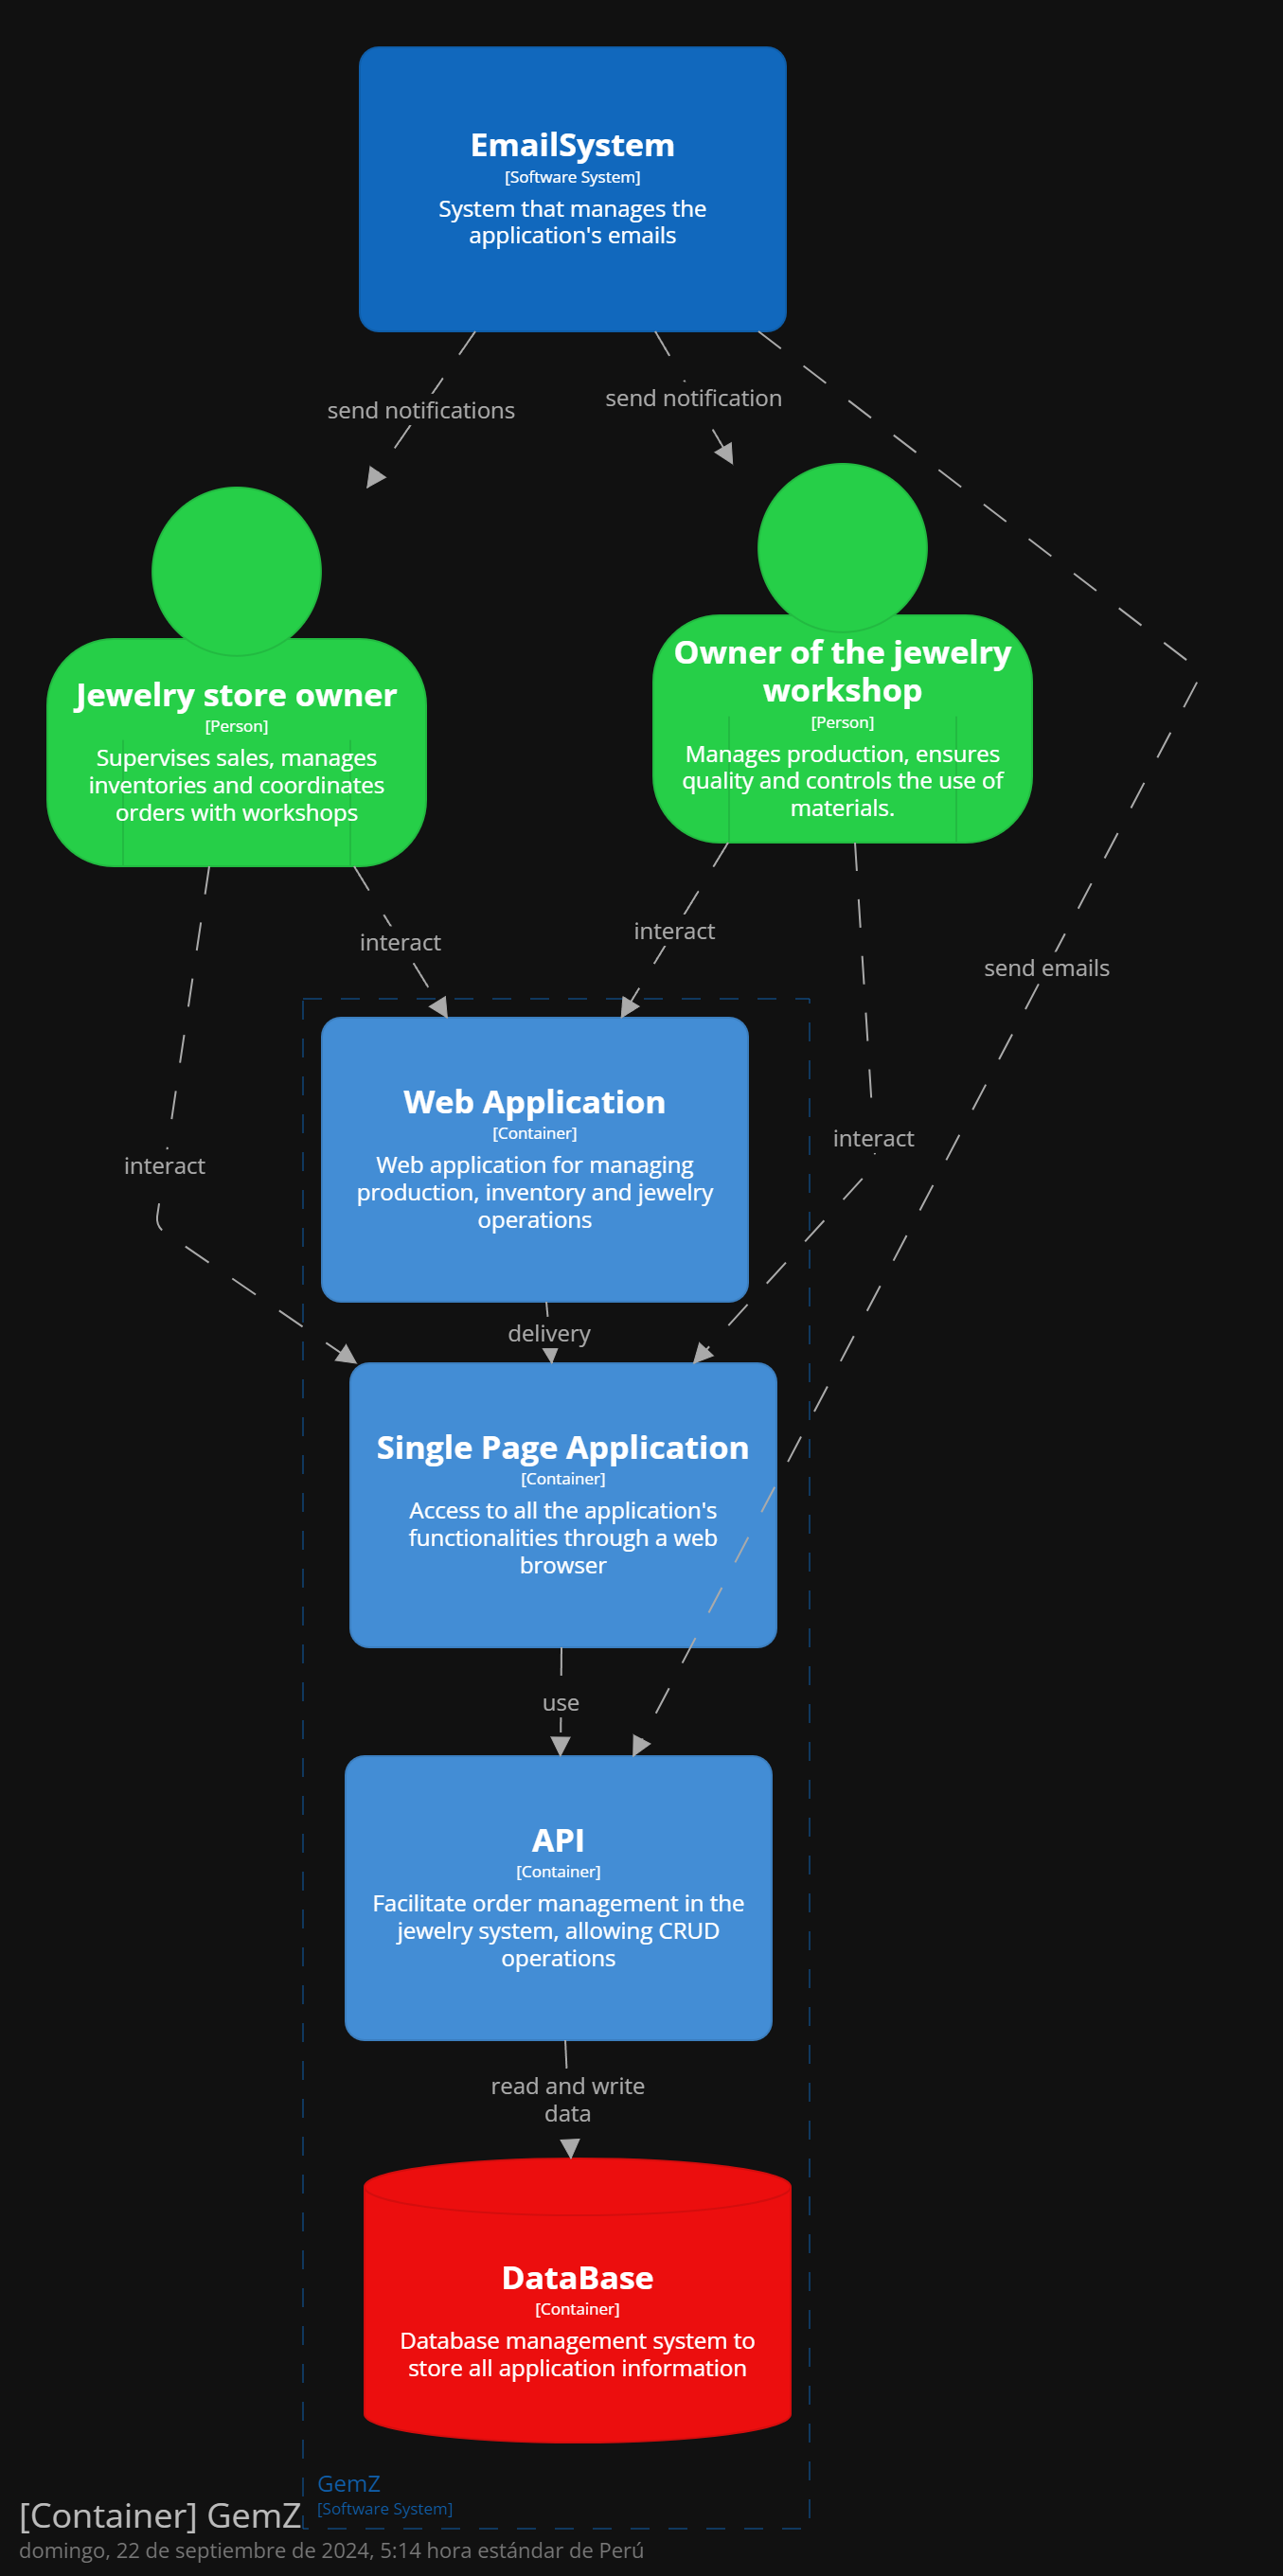 EmailSystem
[Software System]
System that manages the
application's emails
send notifications
send notification
Jewelry store owner
[Person]
Supervises sales, manages
inventories and coordinates
orders with workshops
Owner of the jewelry
workshop
[Person]
Manages production, ensures
quality and controls the use of
materials.
interact
interact
send emails
Web Application
[Container]
Web application for managing
production, inventory and jewelry
operations
interact
interact
delivery
Single Page Application
[Container]
Access to all the application's
functionalities through a web
browser
use
API
[Container]
Facilitate order management in the
jewelry system, allowing CRUD
operations
read and write
data
DataBase
[Container]
Database management system to
store all application information
GemZ
[Software System]
[Container] GemZ
domingo, 22 de septiembre de 2024, 5:14 hora estándar de Perú